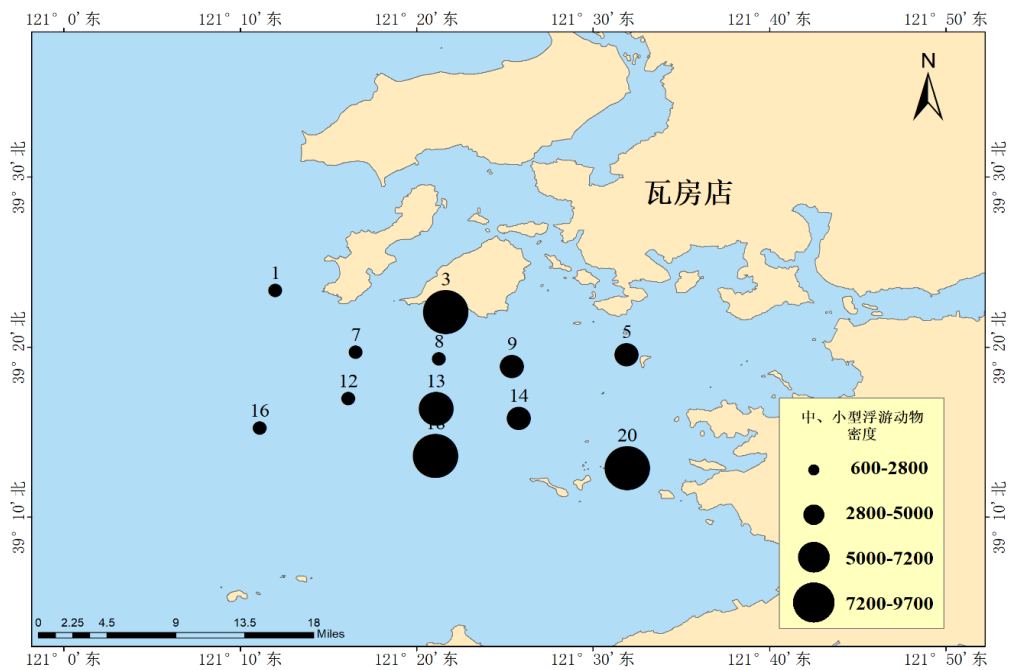 121° 0′ 东 121° 10′ 东 121° 20′ 东 121° 30′ 东 121° 40′ 东 121° 50′ 东
N
39° 30′ 北 39° 30′ 北
瓦房店
1
3
39° 20′ 北 39° 20′ 北
5
7
8
9
12
13
14
16
18
20
中、小型浮游动物
密度
600-2800
2800-5000
5000-7200
7200-9700
39° 10′ 北 39° 10′ 北
0 2.25 4.5 9 13.5 18
Miles
121° 0′ 东 121° 10′ 东 121° 20′ 东 121° 30′ 东 121° 40′ 东 121° 50′ 东